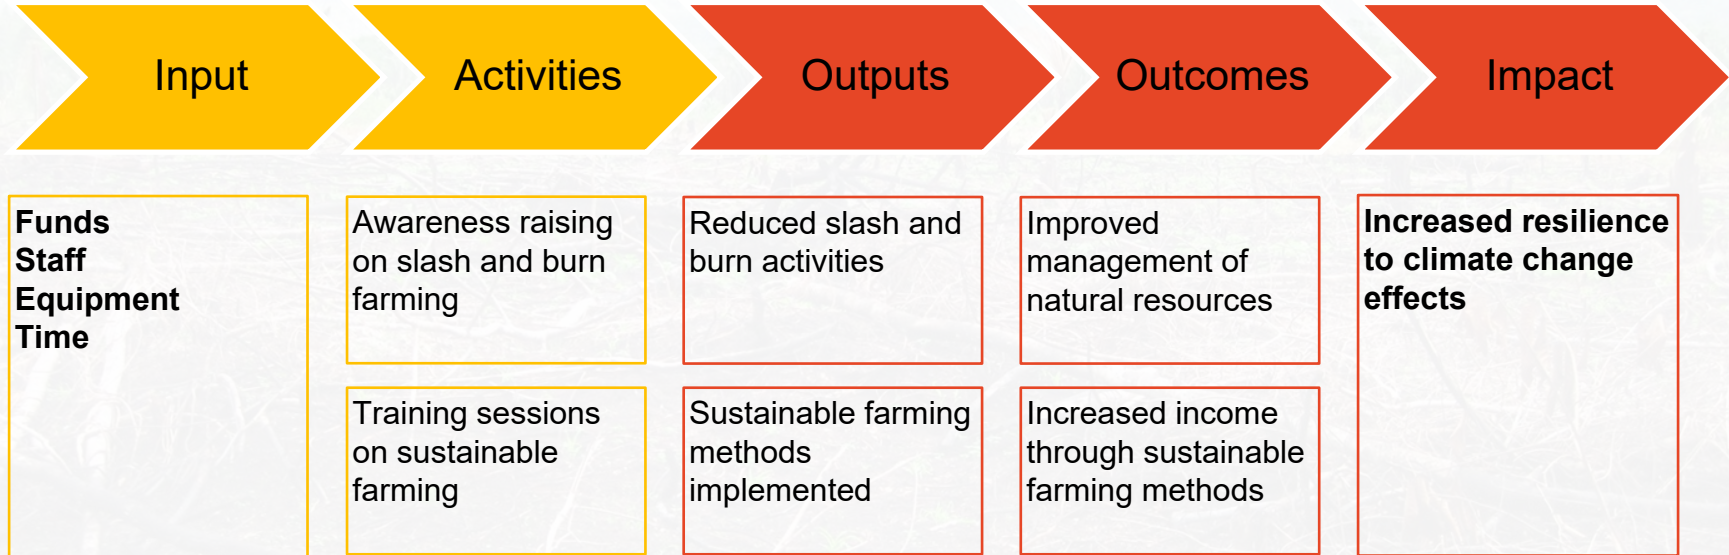 Input
Activities
Outputs
Outcomes
Impact
Funds
Staff
Equipment
Time
Awareness raising
on slash and burn
farming
Reduced slash and
burn activities
Improved
management of
natural resources
Increased resilience
to climate change
effects
Training sessions
on sustainable
farming
Sustainable farming
methods
implemented
Increased income
through sustainable
farming methods